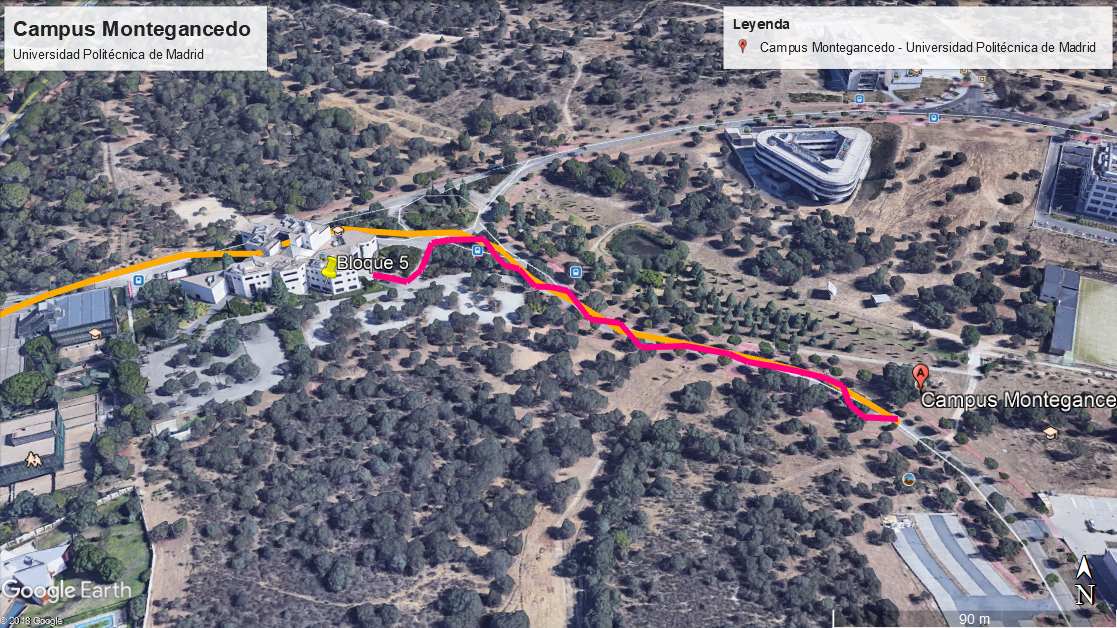 Campus Montegancedo
Universidad Politécnica de Madrid
Leyenda
Campus Montegancedo - Universidad Politécnica de Madrid
Bloque 5
A
Campus Montegance
Google Earth
© 2018 Google
90 m
N